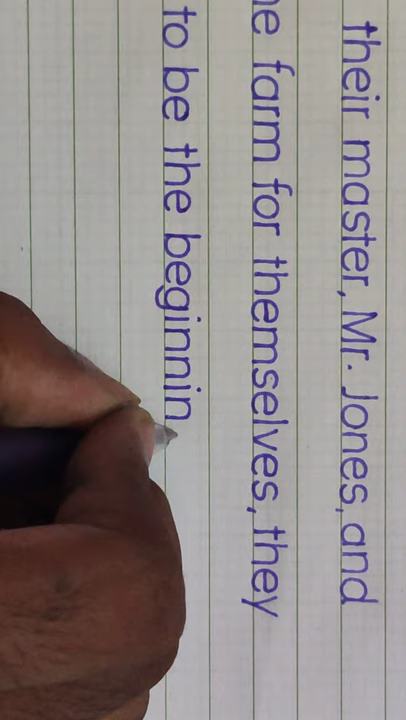 their master, Mr. Jones, and
e farm for themselves, they
to be the beginnin